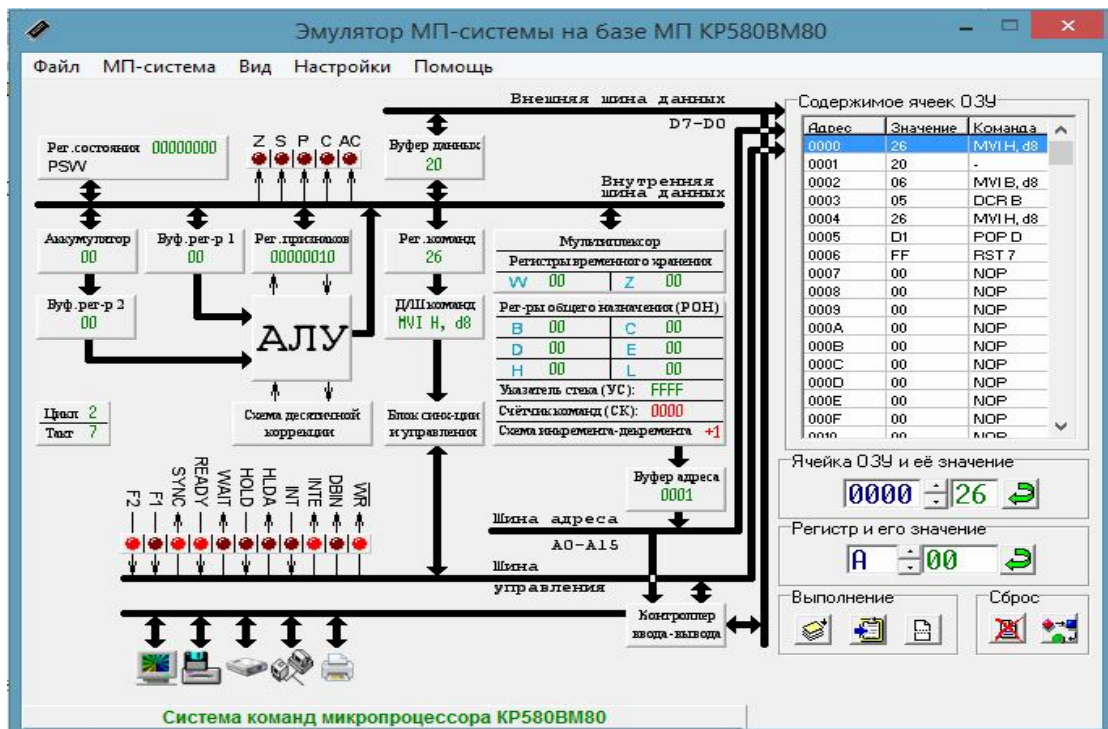 Эмулятор МП-системы на базе МП КР580ВМ80
Файл МП-система Вид Настройки Помощь
Внешняя шина данных
D7-D0
Рег.состояния 00000000
PSW
Z S P C AC
Буфер данных
20
Внутренняя
шина данных
Аккумулятор
00
Буф.рег-р 1
00
Рег.признаков
00000010
Рег.команд
26
Мультиплексор
Регистры временного хранения
W 00 Z 00
Буф.рег-р 2
00
АЛУ
Д/Ш команд
MVI H, d8
Рег-ры общего назначения (РОН)
B 00 C 00
D 00 E 00
H 00 L 00
Указатель стека (УС): FFFF
Счётчик команд (СК): 0000
Схема инкремента-декремента +1
Цикл 2
Такт 7
Схема десятичной
коррекции
Блок синх-ции
и управления
Буфер адреса
0001
F2 F1 SYNC READY WAIT HOLD HLDA INT INTE DBIN WR
Шина адреса
A0-A15
Шина
управления
Контроллер
ввода-вывода
Система команд микропроцессора КР580ВМ80
Содержимое ячеек ОЗУ
Адрес Значение Команда
0000 26 MVI H, d8
0001 20 -
0002 06 MVI B, d8
0003 05 DCR B
0004 26 MVI H, d8
0005 D1 POP D
0006 FF RST 7
0007 00 NOP
0008 00 NOP
0009 00 NOP
000A 00 NOP
000B 00 NOP
000C 00 NOP
000D 00 NOP
000E 00 NOP
000F 00 NOP
0010 00 NOP
Ячейка ОЗУ и её значение
0000 26
Регистр и его значение
A 00
Выполнение
Сброс